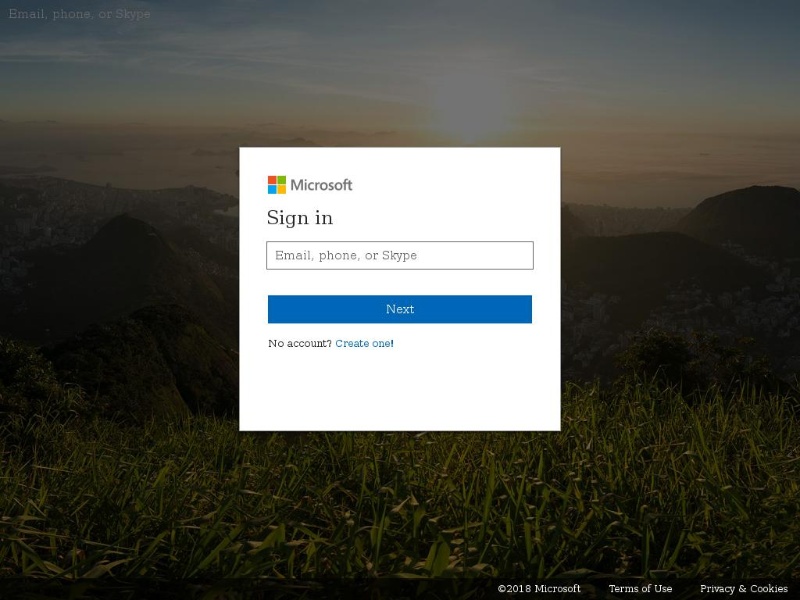 Email, phone, or Skype
Microsoft
Sign in
Email, phone, or Skype
Next
No account? Create one!
©2018 Microsoft Terms of Use Privacy & Cookies